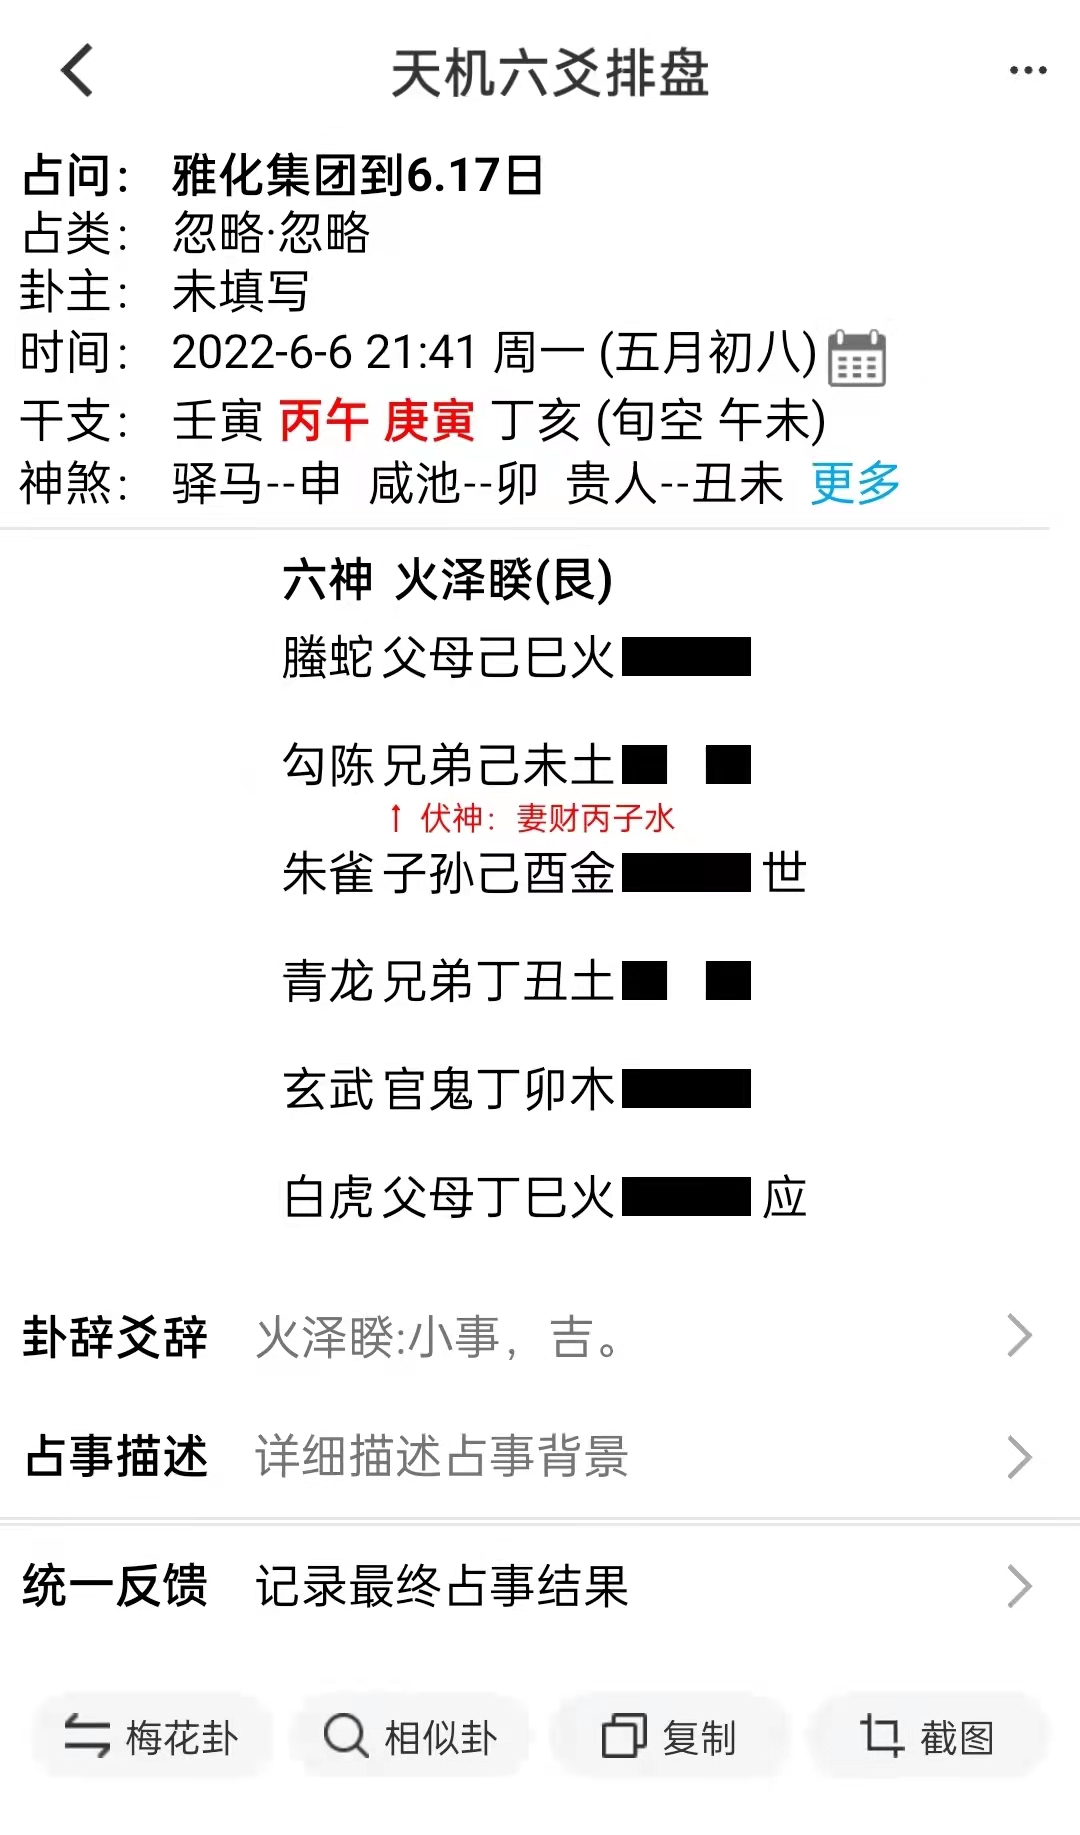 天机六爻排盘
占问： 雅化集团到6.17日
占类： 忽略·忽略
卦主： 未填写
时间： 2022-6-6 21:41 周一 (五月初八)
干支： 壬寅 丙午 庚寅 丁亥 (旬空 午未)
神煞： 驿马--申 咸池--卯 贵人--丑未 更多
六神 火泽睽(艮)
螣蛇 父母己巳火
勾陈 兄弟己未土
↑ 伏神：妻财丙子水
朱雀 子孙己酉金 世
青龙 兄弟丁丑土
玄武 官鬼丁卯木
白虎 父母丁巳火 应
卦辞爻辞 火泽睽:小事，吉。
占事描述 详细描述占事背景
统一反馈 记录最终占事结果
梅花卦 相似卦 复制 截图